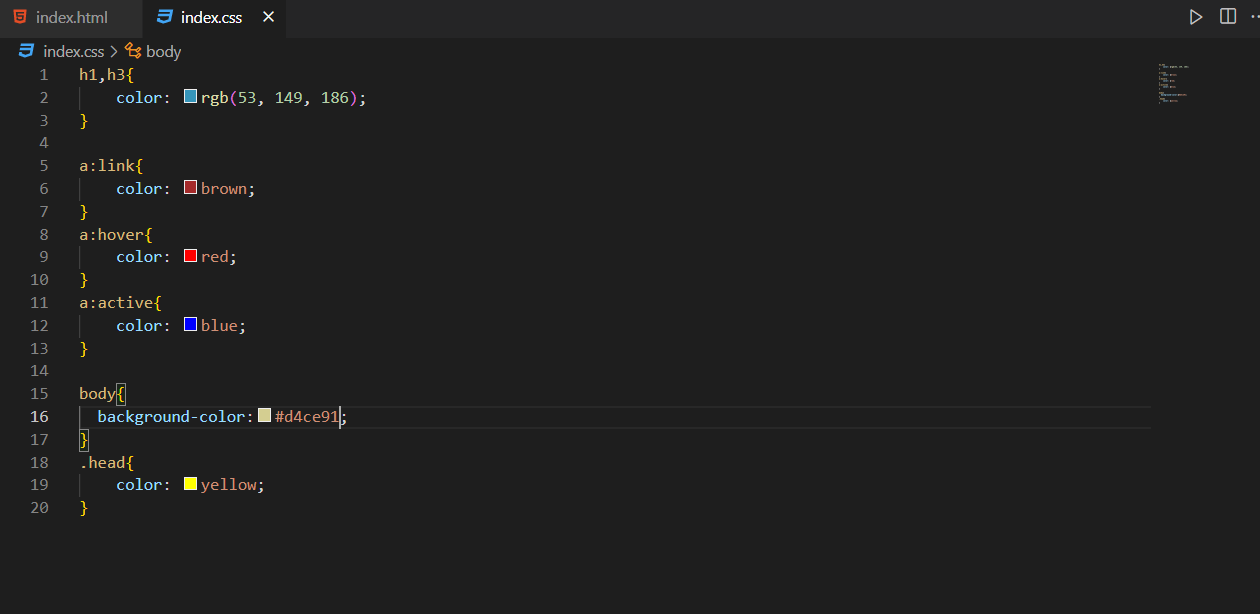 index.html index.css
index.css body
1 h1,h3{
2 color: rgb(53, 149, 186);
3 }
4
5 a:link{
6 color: brown;
7 }
8 a:hover{
9 color: red;
10 }
11 a:active{
12 color: blue;
13 }
14
15 body{
16 background-color: #d4ce91;
17 }
18 .head{
19 color: yellow;
20 }